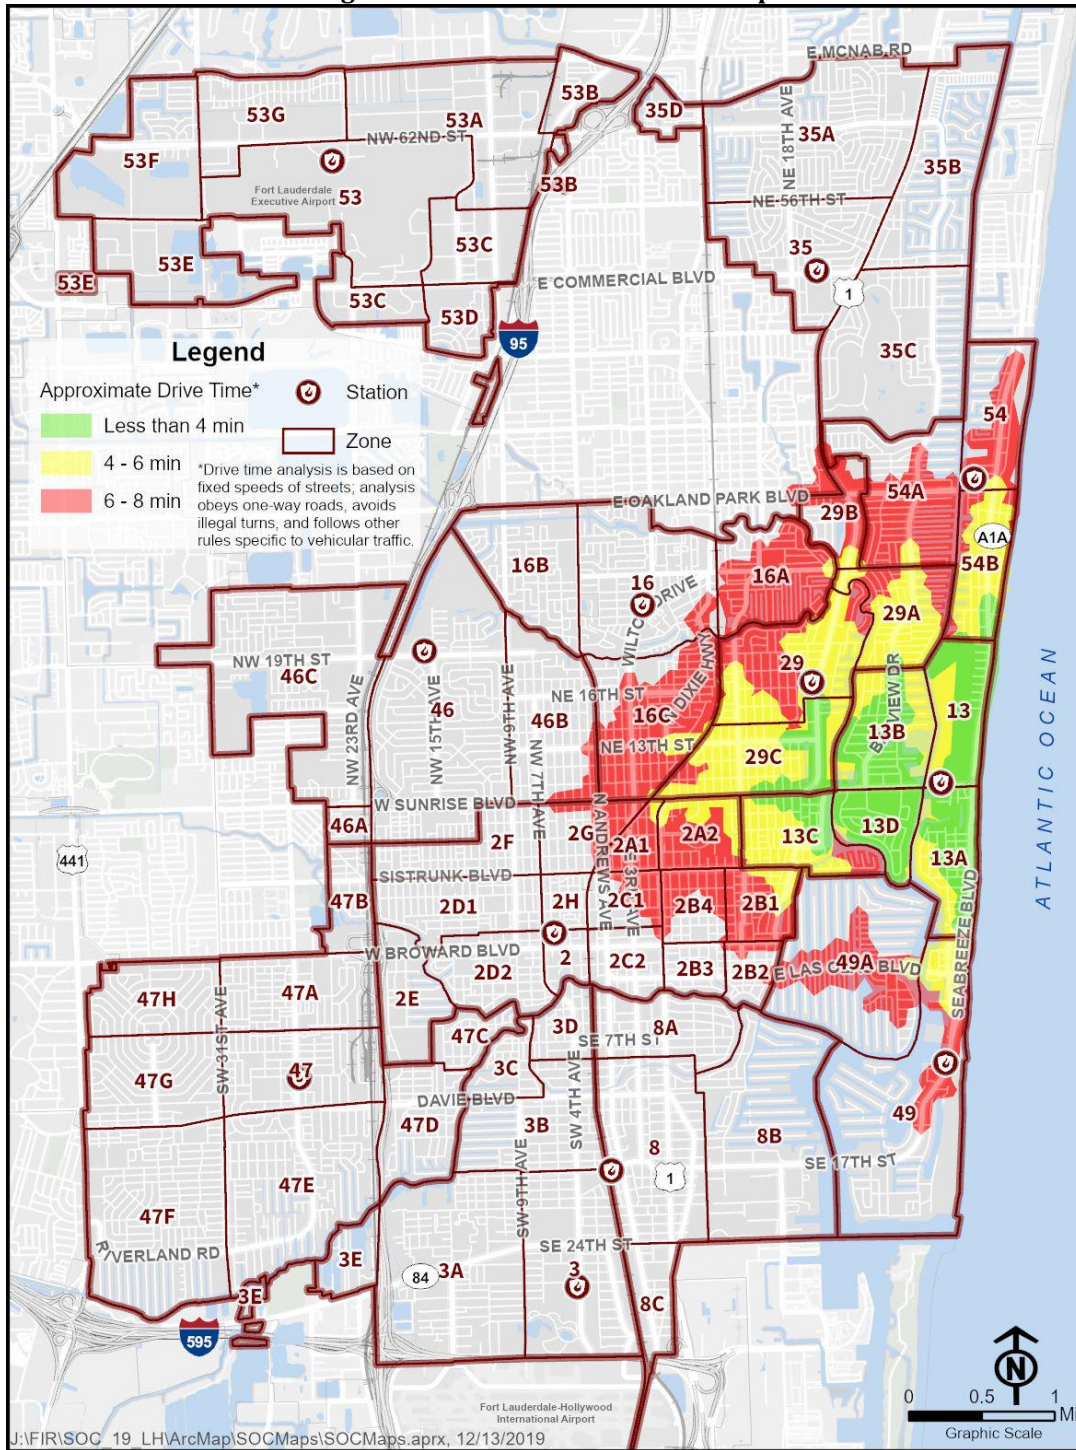 E MCNAB RD
53B
35D
53G
53A
NW 62ND ST
NE 18TH AVE
35A
53F
35B
53B
Fort Lauderdale
Executive Airport
53
NE 56TH ST
53C
35
53E
53E
E COMMERCIAL BLVD
1
53C
53D
95
35C
Legend
Approximate Drive Time*
Station
Less than 4 min
Zone
4 - 6 min
6 - 8 min
*Drive time analysis is based on
fixed speeds of streets; analysis
obeys one-way roads, avoids
illegal turns, and follows other
rules specific to vehicular traffic.
54
54A
E OAKLAND PARK BLVD
29B
A1A
54B
16B
16
16A
DRIVE
29A
NW 19TH ST
46C
29
N DIXIE HWY
NE 16TH ST
16C
46
46B
13
NW 23RD AVE
NW 15TH AVE
NW 9TH AVE
NW 7TH AVE
NE 13TH ST
29C
13B
VIEW DR
ATLANTIC OCEAN
W SUNRISE BLVD
N ANDREWS AVE
46A
2F
2G
2A1
2A2
13C
13D
13A
441
SISTRUNK BLVD
47B
2D1
2H
2C1
2B4
2B1
SEABREEZE BLVD
W BROWARD BLVD
2D2
2
2C2
2B3
2B2
49A
BLVD
47H
47A
2E
SW 31ST AVE
47C
3D
8A
SE 7TH ST
47G
47
3C
SW 4TH AVE
DAVIE BLVD
47D
3B
49
8
8B
SE 17TH ST
1
47E
SW 9TH AVE
47F
RIVERLAND RD
3E
SE 24TH ST
84
3A
3
3E
8C
595
N
0 0.5 1
Mi
Graphic Scale
Fort Lauderdale-Hollywood
International Airport
J:\FIR\SOC_19_LH\ArcMap\SOCMaps\SOCMaps.aprx, 12/13/2019